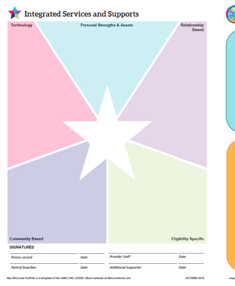 Integrated Services and Supports
Technology
Personal Strengths & Assets
Relationship
Based
Community Based
Eligibility Specific
SIGNATURES
Person served
Date
Provider Staff
Date
Parent/Guardian
Date
Additional Supporter
Date